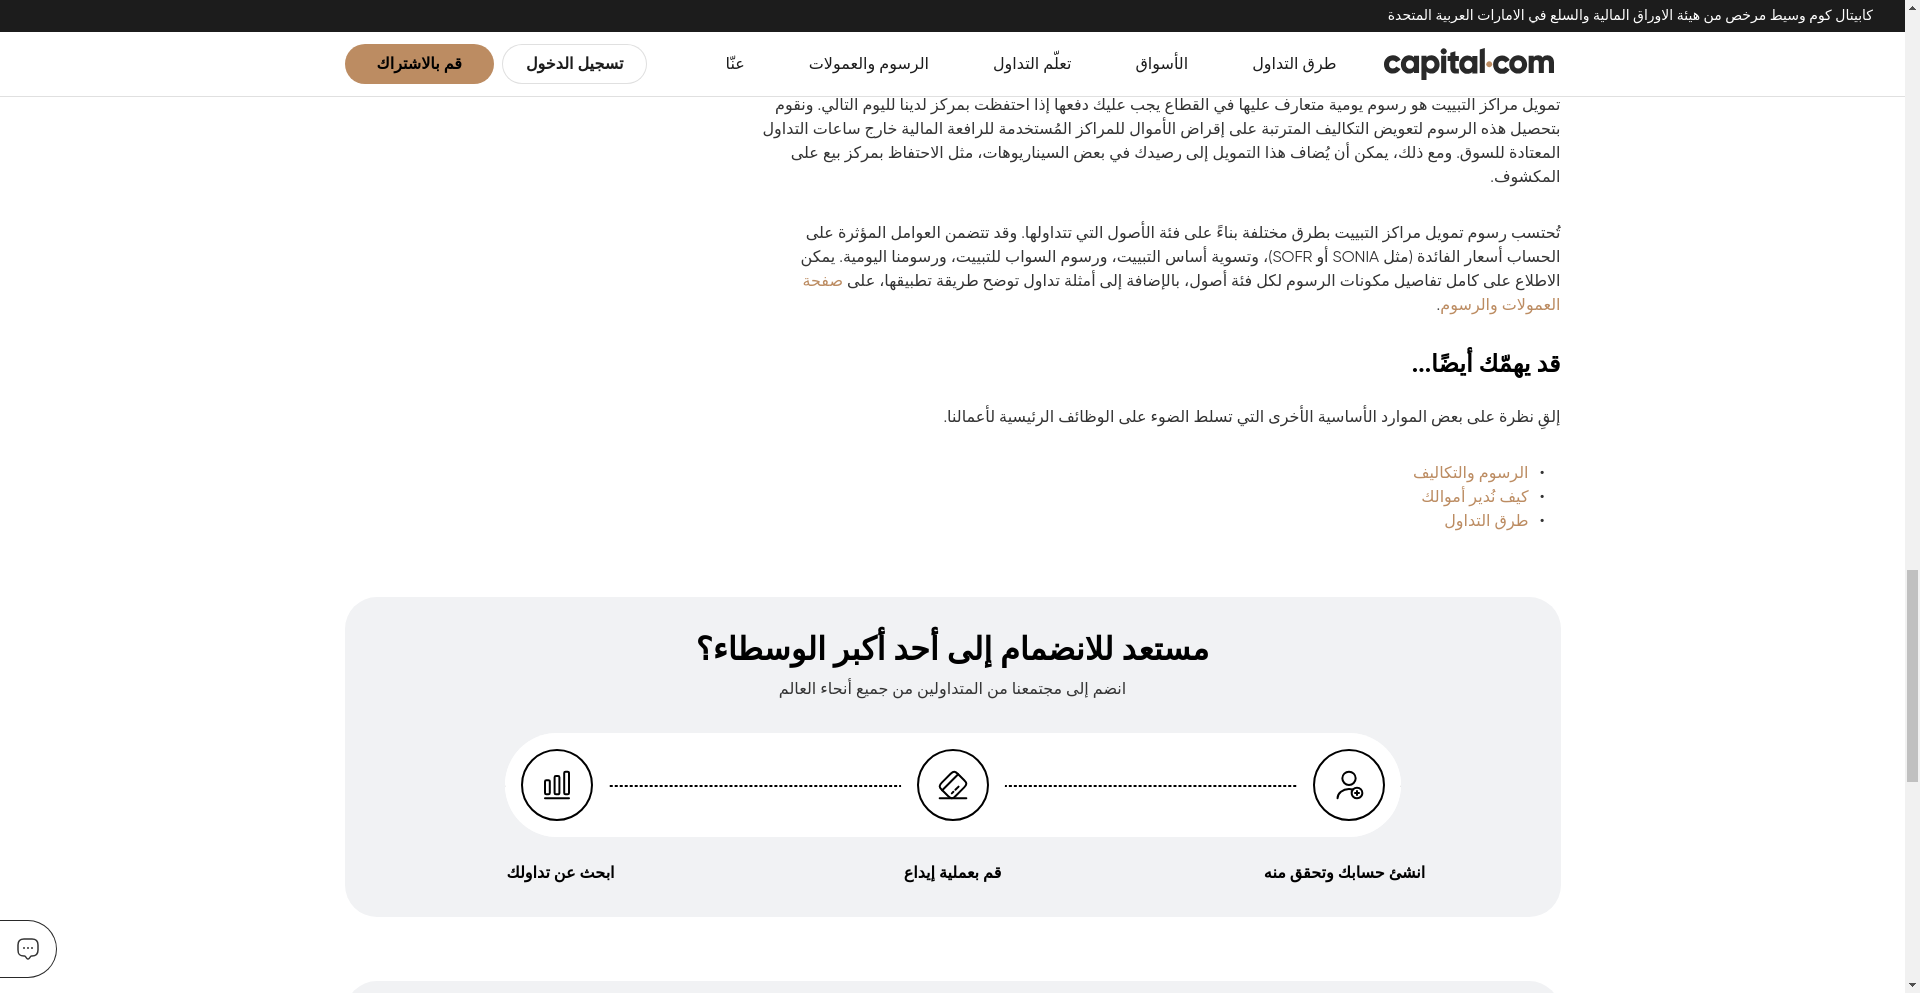 كابيتال كوم وسيط مرخص من هيئة الاوراق المالية والسلع في الامارات العربية المتحدة
capital.com
طرق التداول
الأسواق
تعلّم التداول
الرسوم والعمولات
عنّا
تسجيل الدخول
قم بالاشتراك
تمويل مراكز التبييت هو رسوم يومية متعارف عليها في القطاع يجب عليك دفعها إذا احتفظت بمركز لدينا لليوم التالي. ونقوم
بتحصيل هذه الرسوم لتعويض التكاليف المترتبة على إقراض الأموال للمراكز المُستخدمة للرافعة المالية خارج ساعات التداول
المعتادة للسوق. ومع ذلك، يمكن أن يُضاف هذا التمويل إلى رصيدك في بعض السيناريوهات، مثل الاحتفاظ بمركز بيع على
المكشوف.
تُحتسب رسوم تمويل مراكز التبييت بطرق مختلفة بناءً على فئة الأصول التي تتداولها. وقد تتضمن العوامل المؤثرة على
الحساب أسعار الفائدة (مثل SONIA أو SOFR)، وتسوية أساس التبييت، ورسوم السواب للتبييت، ورسومنا اليومية. يمكن
الاطلاع على كامل تفاصيل مكونات الرسوم لكل فئة أصول، بالإضافة إلى أمثلة تداول توضح طريقة تطبيقها، على صفحة
العمولات والرسوم.
قد يهمّك أيضًا...
إلقِ نظرة على بعض الموارد الأساسية الأخرى التي تسلط الضوء على الوظائف الرئيسية لأعمالنا.
• الرسوم والتكاليف
• كيف نُدير أموالك
• طرق التداول
مستعد للانضمام إلى أحد أكبر الوسطاء؟
انضم إلى مجتمعنا من المتداولين من جميع أنحاء العالم
انشئ حسابك وتحقق منه
قم بعملية إيداع
ابحث عن تداولك